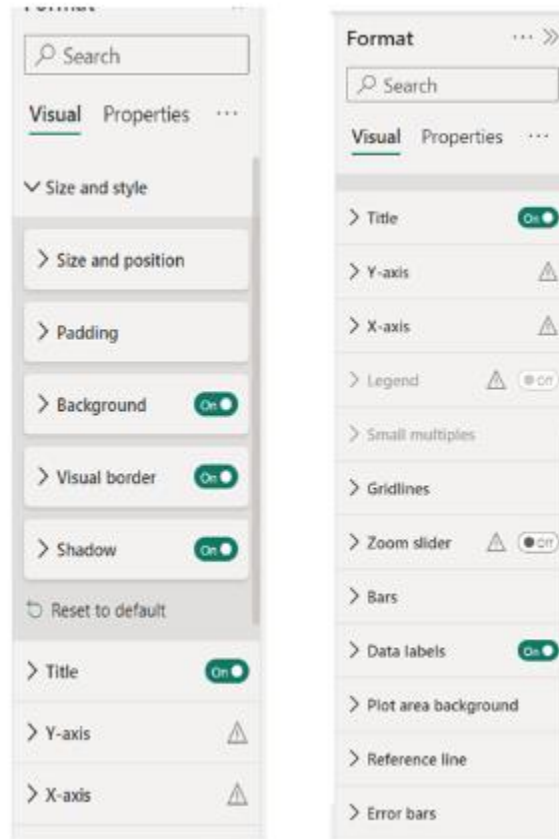 Format
Search
Visual Properties ...
Size and style
Size and position
Padding
Background On
Visual border On
Shadow On
Reset to default
Title On
Y-axis
X-axis
Format ...
Search
Visual Properties ...
Title On
Y-axis
X-axis
Legend Off
Small multiples
Gridlines
Zoom slider Off
Bars
Data labels On
Plot area background
Reference line
Error bars